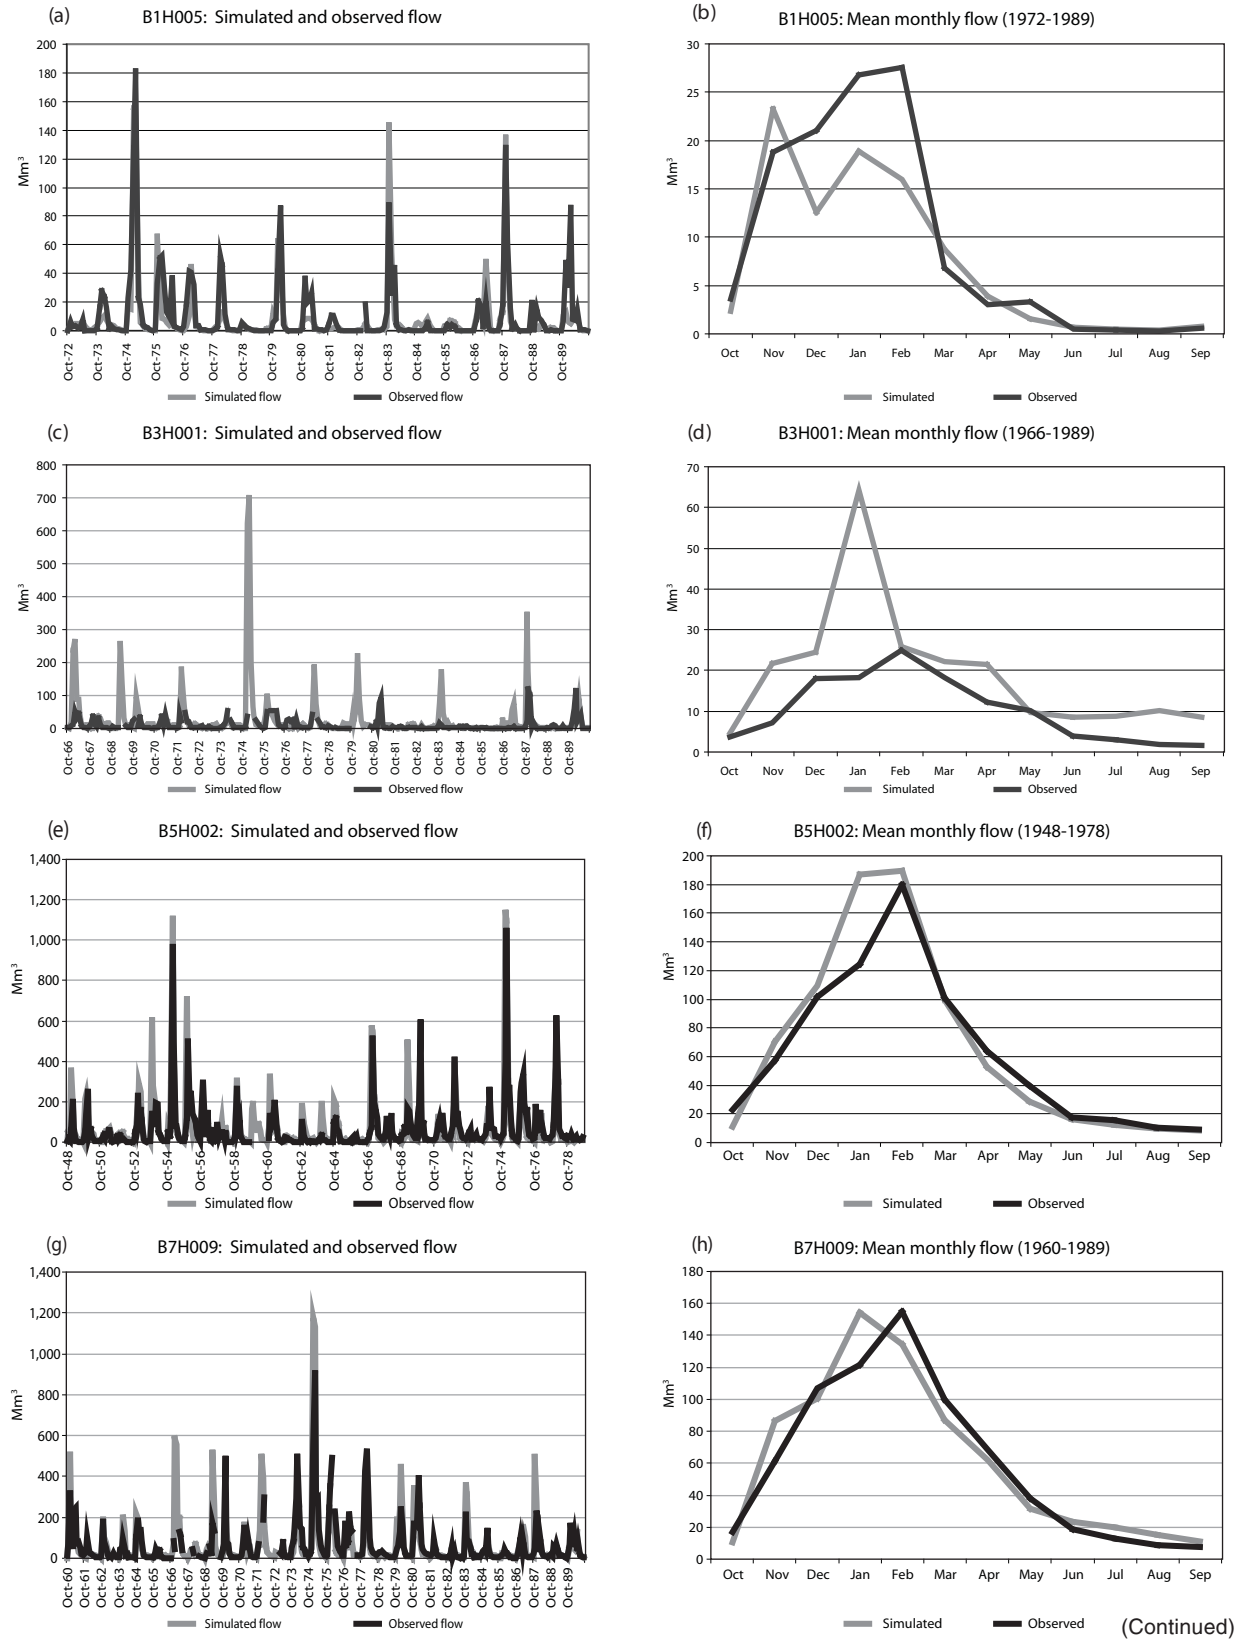 (a) B1H005: Simulated and observed flow
Mm³
200
180
160
140
120
100
80
60
40
20
0
Oct-72 Oct-73 Oct-74 Oct-75 Oct-76 Oct-77 Oct-78 Oct-79 Oct-80 Oct-81 Oct-82 Oct-83 Oct-84 Oct-85 Oct-86 Oct-87 Oct-88 Oct-89
Simulated flow Observed flow
(b) B1H005: Mean monthly flow (1972-1989)
Mm³
30
25
20
15
10
5
0
Oct Nov Dec Jan Feb Mar Apr May Jun Jul Aug Sep
Simulated Observed
(c) B3H001: Simulated and observed flow
Mm³
800
700
600
500
400
300
200
100
0
Oct-66 Oct-67 Oct-68 Oct-69 Oct-70 Oct-71 Oct-72 Oct-73 Oct-74 Oct-75 Oct-76 Oct-77 Oct-78 Oct-79 Oct-80 Oct-81 Oct-82 Oct-83 Oct-84 Oct-85 Oct-86 Oct-87 Oct-88 Oct-89
Simulated flow Observed flow
(d) B3H001: Mean monthly flow (1966-1989)
Mm³
70
60
50
40
30
20
10
0
Oct Nov Dec Jan Feb Mar Apr May Jun Jul Aug Sep
Simulated Observed
(e) B5H002: Simulated and observed flow
Mm³
1,400
1,200
1,000
800
600
400
200
0
Oct-48 Oct-50 Oct-52 Oct-54 Oct-56 Oct-58 Oct-60 Oct-62 Oct-64 Oct-66 Oct-68 Oct-70 Oct-72 Oct-74 Oct-76 Oct-78
Simulated flow Observed flow
(f) B5H002: Mean monthly flow (1948-1978)
Mm³
200
180
160
140
120
100
80
60
40
20
0
Oct Nov Dec Jan Feb Mar Apr May Jun Jul Aug Sep
Simulated Observed
(g) B7H009: Simulated and observed flow
Mm³
1,400
1,200
1,000
800
600
400
200
0
Oct-60 Oct-61 Oct-62 Oct-63 Oct-64 Oct-65 Oct-66 Oct-67 Oct-68 Oct-69 Oct-71 Oct-72 Oct-73 Oct-74 Oct-75 Oct-76 Oct-77 Oct-78 Oct-79 Oct-80 Oct-81 Oct-82 Oct-83 Oct-84 Oct-85 Oct-86 Oct-87 Oct-88 Oct-89
Simulated flow Observed flow
(h) B7H009: Mean monthly flow (1960-1989)
Mm³
180
160
140
120
100
80
60
40
20
0
Oct Nov Dec Jan Feb Mar Apr May Jun Jul Aug Sep
Simulated Observed
(Continued)